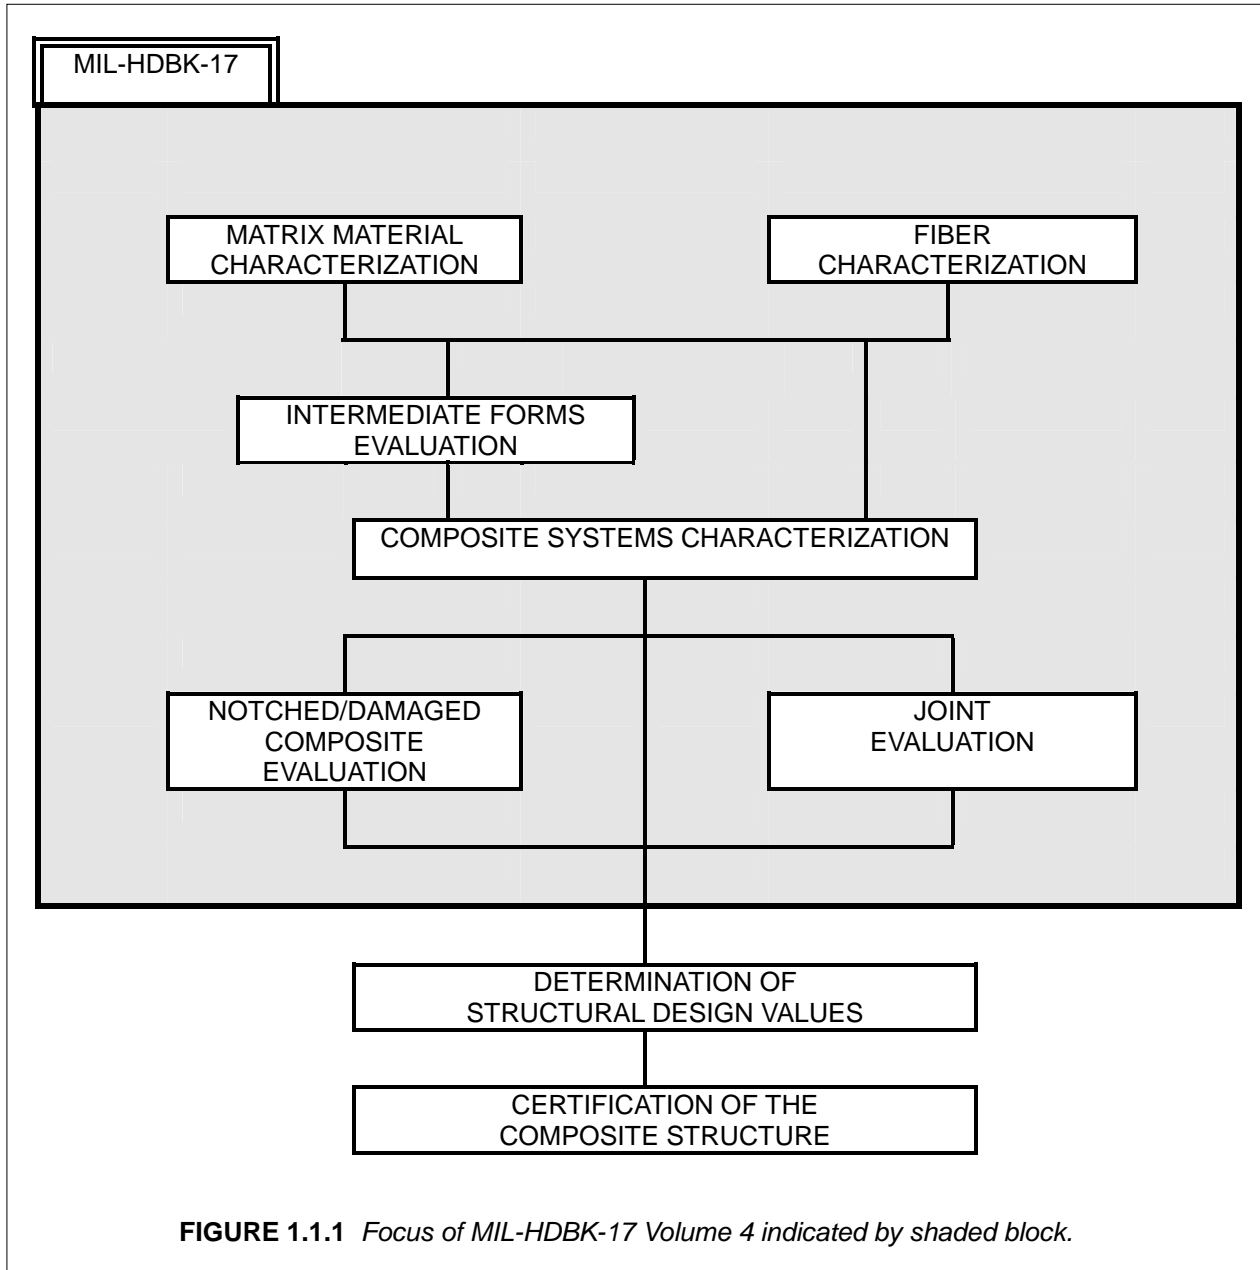 MIL-HDBK-17
MATRIX MATERIAL
CHARACTERIZATION
FIBER
CHARACTERIZATION
INTERMEDIATE FORMS
EVALUATION
COMPOSITE SYSTEMS CHARACTERIZATION
NOTCHED/DAMAGED
COMPOSITE
EVALUATION
JOINT
EVALUATION
DETERMINATION OF
STRUCTURAL DESIGN VALUES
CERTIFICATION OF THE
COMPOSITE STRUCTURE
FIGURE 1.1.1 Focus of MIL-HDBK-17 Volume 4 indicated by shaded block.